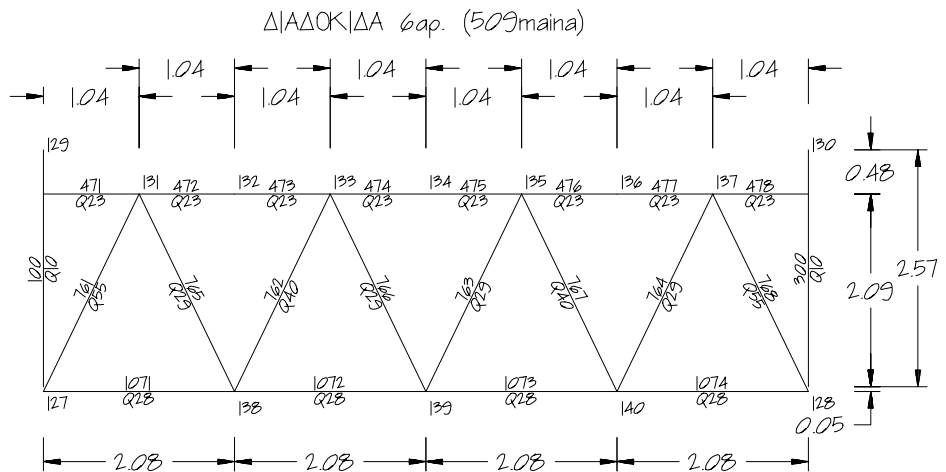 ΔΙΑΔΟΚΙΔΑ 6αρ. (509maina)
1.04 1.04 1.04 1.04
1.04 1.04 1.04 1.04
129 130
471 131 472 132 473 133 474 134 475 135 476 136 477 137 478
Q23 Q23 Q23 Q23 Q23 Q23 Q23 Q23
0.48
100 Q10
761 Q55
765 Q29
762 Q40
766 Q29
763 Q29
767 Q40
764 Q29
768 Q55
300 Q10
2.09
2.57
1071 1072 1073 1074
Q28 Q28 Q28 Q28
127 138 139 140 128
0.05
2.08 2.08 2.08 2.08